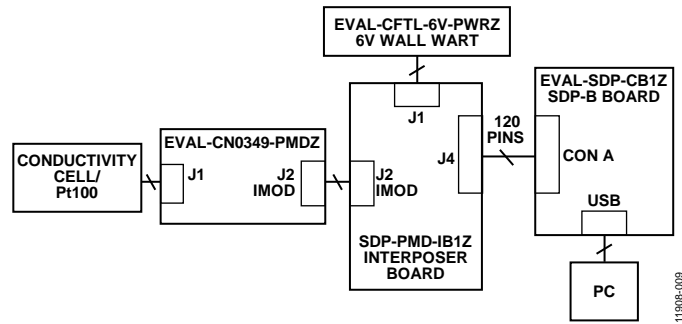 EVAL-CFTL-6V-PWRZ
6V WALL WART
EVAL-SDP-CB1Z
SDP-B BOARD
J1
120
PINS
EVAL-CN0349-PMDZ
CONDUCTIVITY
CELL/
Pt100
J1
J2
IMOD
J2
IMOD
J4
CON A
USB
SDP-PMD-IB1Z
INTERPOSER
BOARD
PC
11908-009